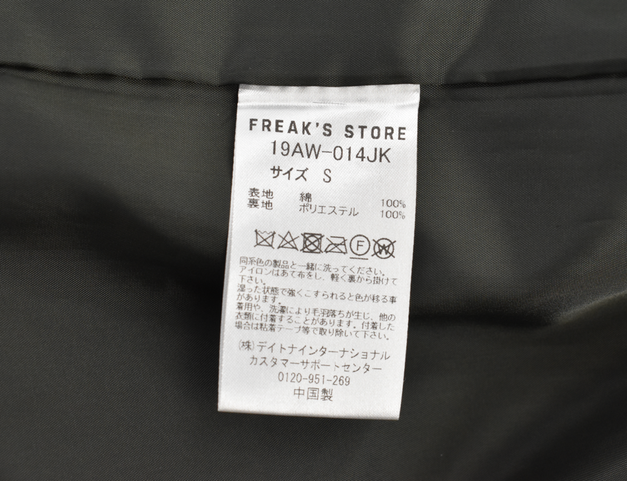 FREAK'S STORE
19AW-014JK
サイズ S
表地 綿 100%
裏地 ポリエステル 100%
F W
同系色の製品と一緒に洗ってください。
アイロンはあて布をし、軽く裏から掛けて
下さい。
湿った状態で強くこすられると色が移る事
があります。
着用や、洗濯により毛羽落ちが生じ、他の
衣類に付着することがあります。付着した
場合は粘着テープ等で取り除いて下さい。
(株)デイトナインターナショナル
カスタマーサポートセンター
0120-951-269
中国製